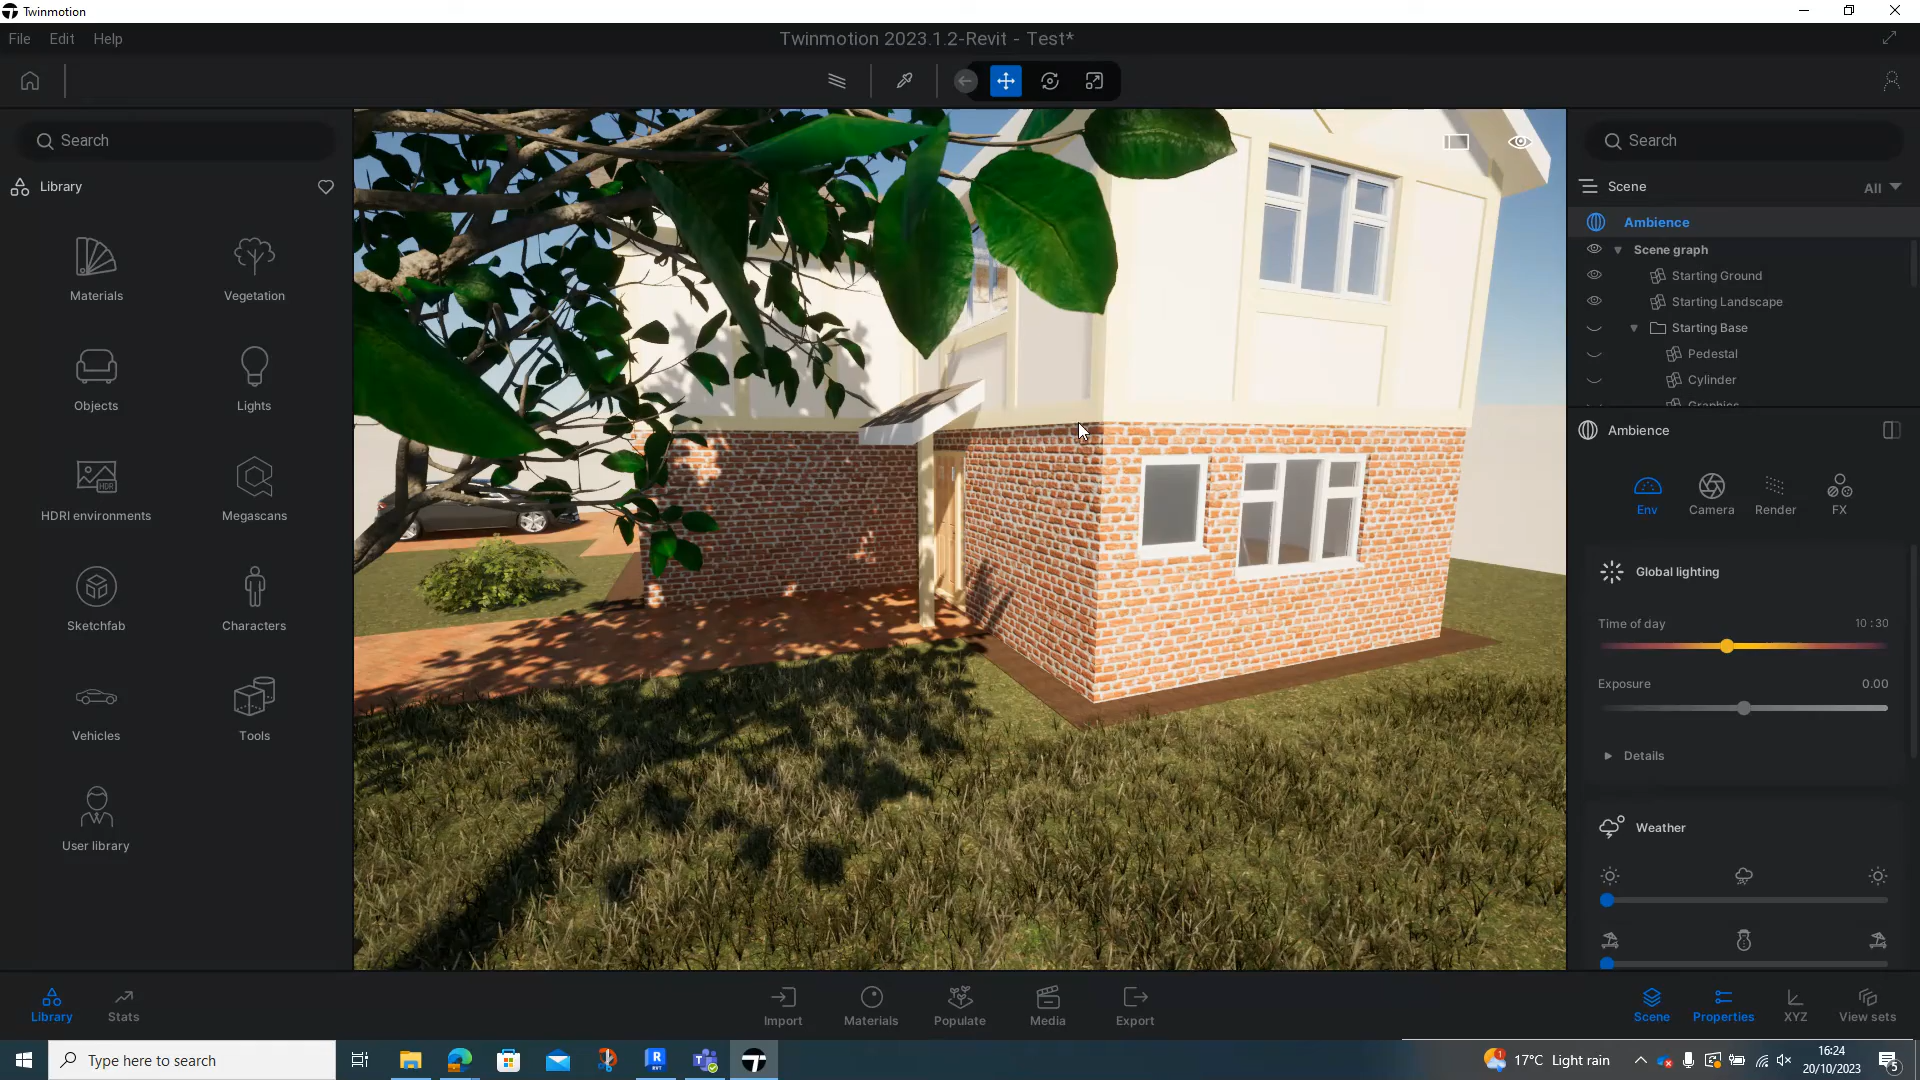 Twinmotion
File Edit Help
Twinmotion 2023.1.2-Revit - Test*
Search
Library
Materials
Vegetation
Objects
Lights
HDR
HDRI environments
Megascans
Sketchfab
Characters
Vehicles
Tools
User library
Search
Scene
All
Ambience
Scene graph
Starting Ground
Starting Landscape
Starting Base
Pedestal
Cylinder
Graphics
Ambience
Env
Camera
Render
FX
Global lighting
Time of day 10 : 30
Exposure 0.00
Details
Weather
Library
Stats
Import
Materials
Populate
Media
Export
Scene
Properties
XYZ
View sets
Type here to search
17°C Light rain
16:24
20/10/2023
5